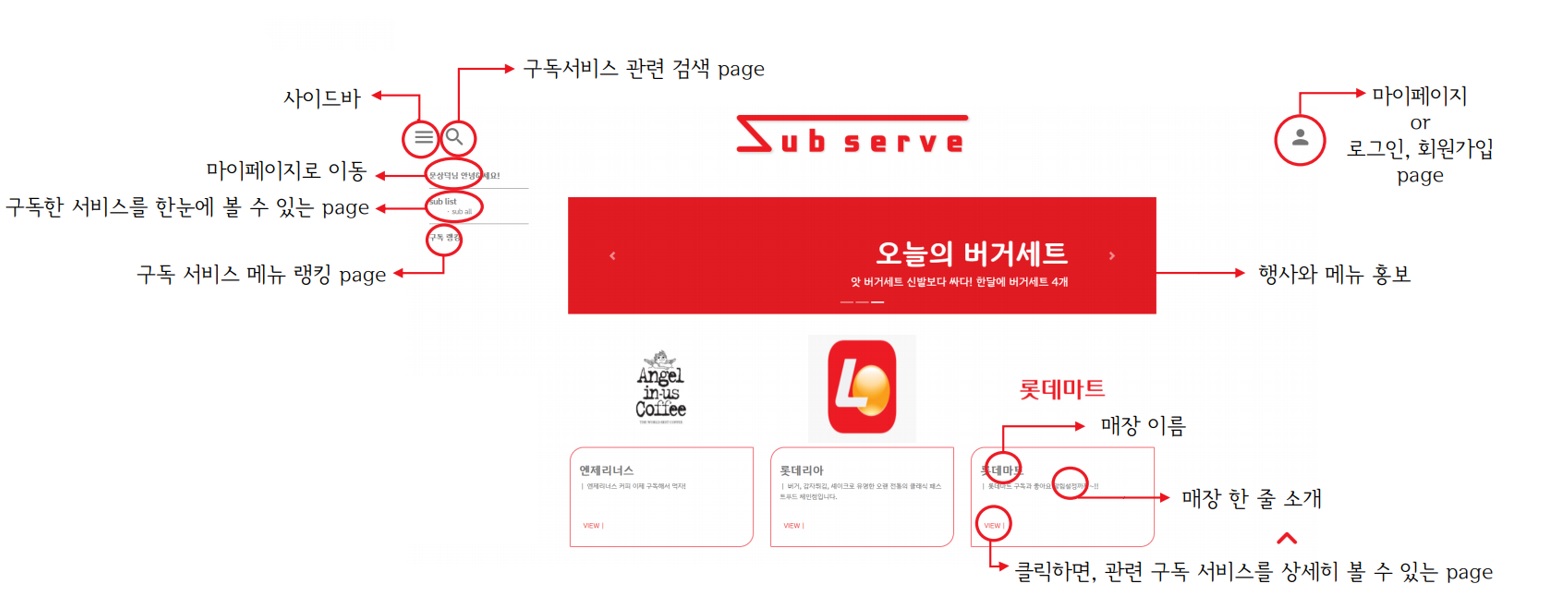 구독서비스 관련 검색 page
사이드바
마이페이지
or
로그인, 회원가입
page
Sub serve
마이페이지로 이동
안녕하세요!
구독한 서비스를 한눈에 볼 수 있는 page
sub list
- sub all
구독 랭킹
구독 서비스 메뉴 랭킹 page
오늘의 버거세트
앗 버거세트 신발보다 싸다! 한달에 버거세트 4개
행사와 메뉴 홍보
Angel
in-us
Coffee
THE WORLD BEST COFFEE
L
롯데마트
매장 이름
엔제리너스
| 엔제리너스 커피 이제 구독해서 먹자!
VIEW |
롯데리아
| 버거, 감자튀김, 셰이크로 유명한 오랜 전통의 클래식 패스
트푸드 체인점입니다.
VIEW |
롯데마트
| 롯데마트 구독과 좋아요 알림설정까지~!!
VIEW |
매장 한 줄 소개
클릭하면, 관련 구독 서비스를 상세히 볼 수 있는 page